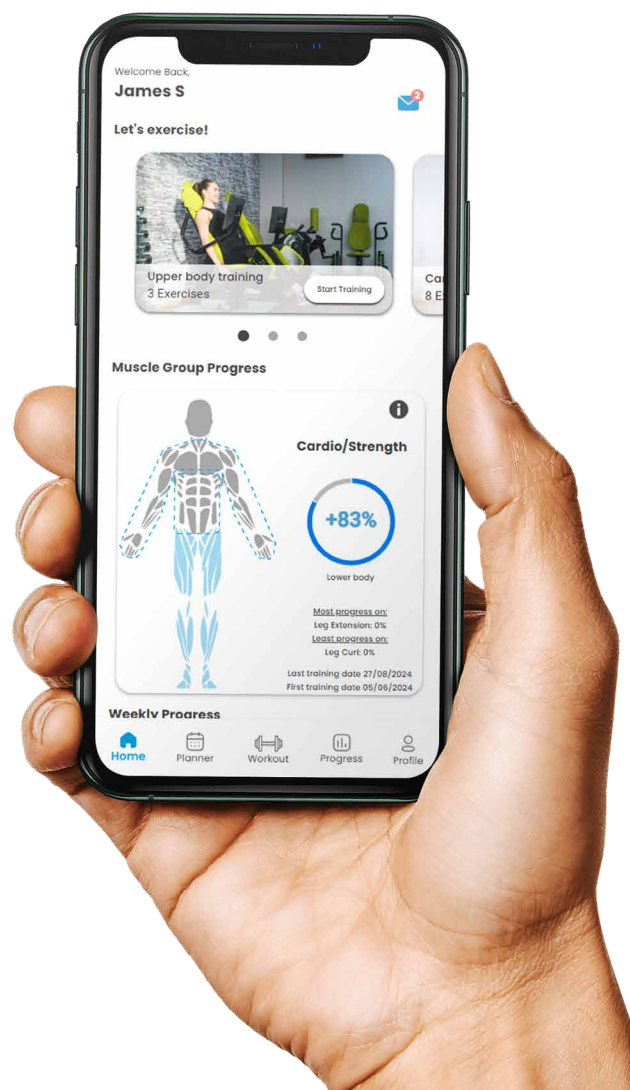 Welcome Back,
James S
2
Let's exercise!
Upper body training
3 Exercises
Start Training
8
Muscle Group Progress
i
Cardio/Strength
+83%
Lower body
Most progress on:
Leg Extension: 0%
Least progress on:
Leg Curl: 0%
Last training date 27/08/2024
First training date 05/06/2024
Weekly Progress
Home
Planner
Workout
Progress
Profile